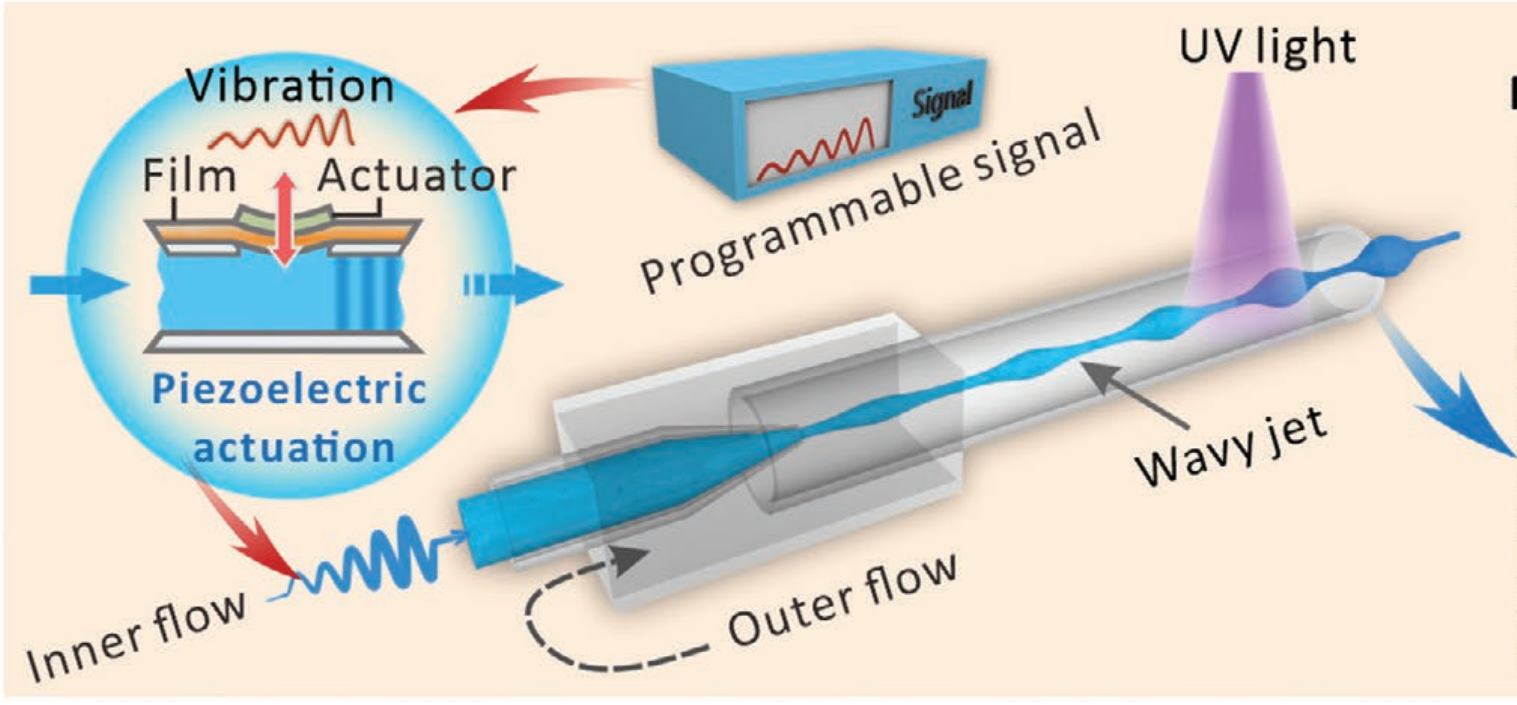 Vibration
Film
Actuator
Piezoelectric
actuation
Signal
Programmable signal
UV light
Wavy jet
Outer flow
Inner flow